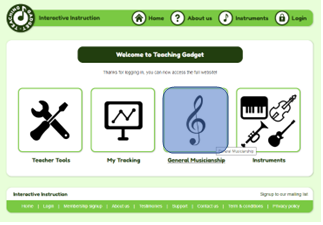 TEACHING GADGET
Interactive Instruction
Home
About us
Instruments
Login
Welcome to Teaching Gadget
Thanks for logging in, you can now access the full website!
Teacher Tools
My Tracking
General Musicianship
Instruments
General Musicianship
Interactive Instruction
Signup to our mailing list
Home | Login | Membership signup | About us | Testimonials | Support | Contact us | Term & conditions | Privacy policy